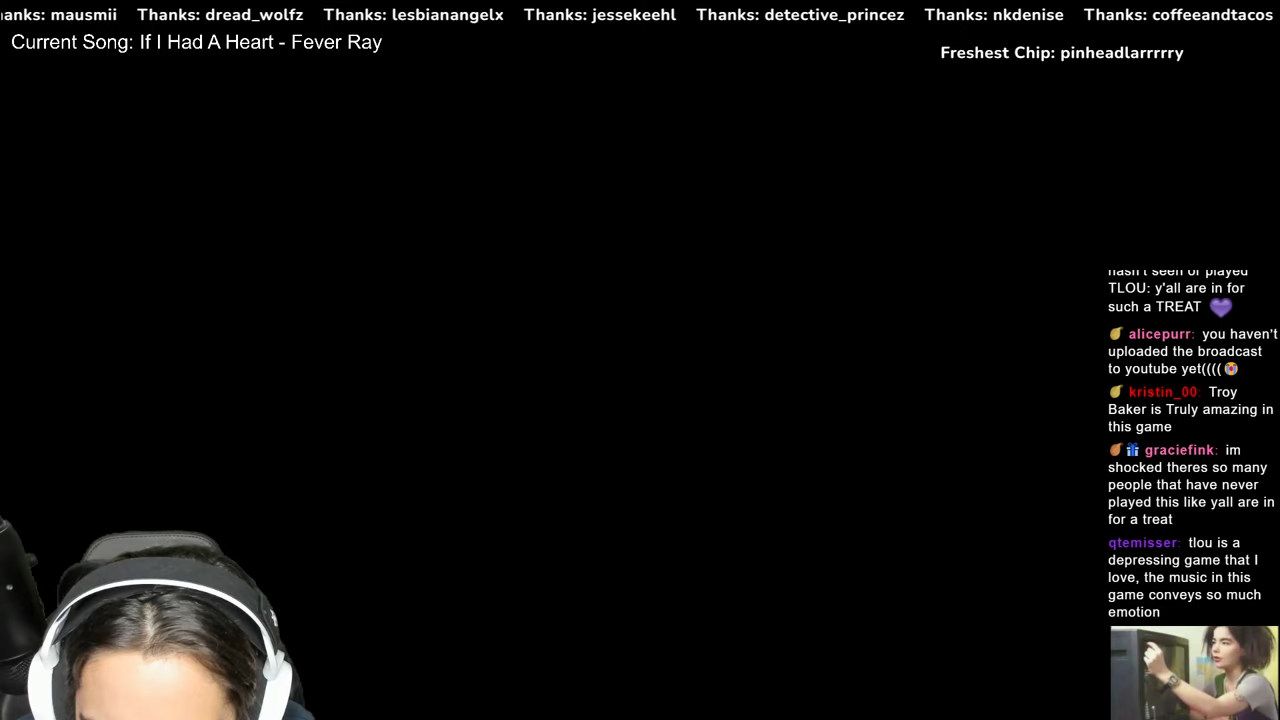 anks: mausmii Thanks: dread_wolfz Thanks: lesbianangelx Thanks: jessekeehl Thanks: detective_princez Thanks: nkdenise Thanks: coffeeandtacos
Current Song: If I Had A Heart - Fever Ray
Freshest Chip: pinheadlarrrrry
hasn't seen or played
TLOU: y'all are in for
such a TREAT
alicepurr: you haven't
uploaded the broadcast
to youtube yet((((
kristin_00: Troy
Baker is Truly amazing in
this game
graciefink: im
shocked theres so many
people that have never
played this like yall are in
for a treat
qtemisser: tlou is a
depressing game that I
love, the music in this
game conveys so much
emotion